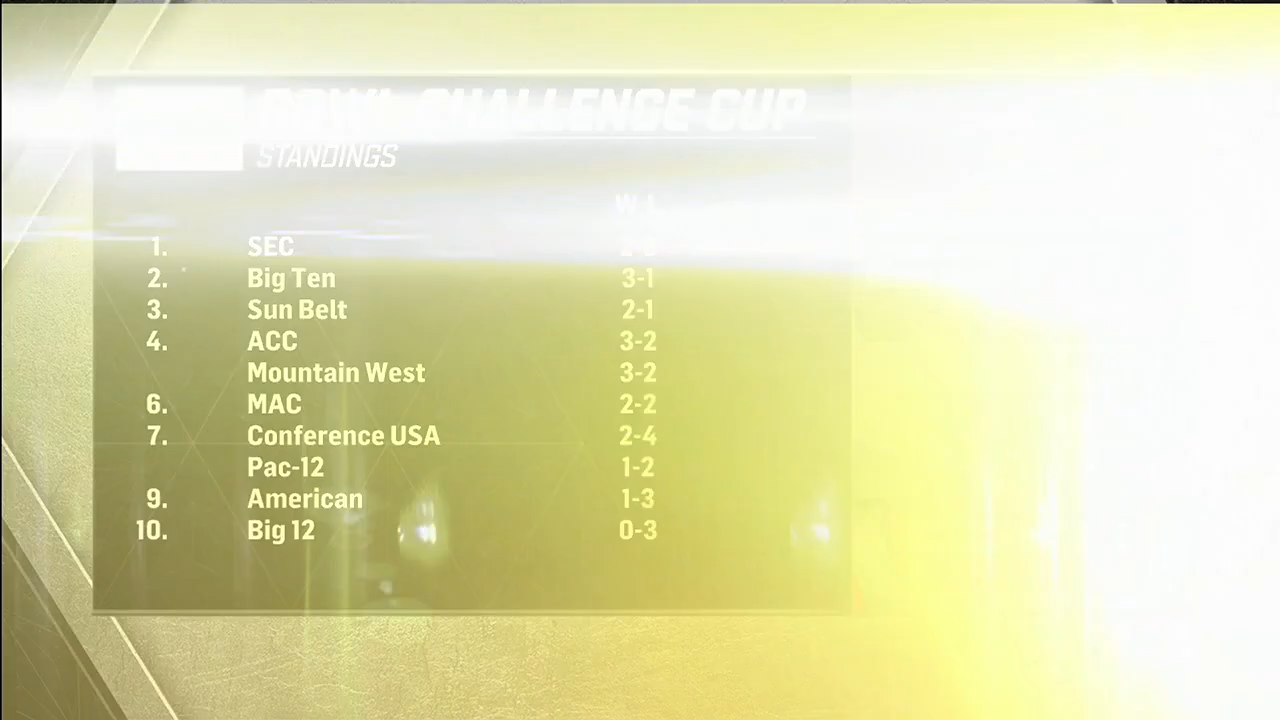 BOWL CHALLENGE CUP
STANDINGS
W-L
1. SEC
2. Big Ten 3-1
3. Sun Belt 2-1
4. ACC 3-2
Mountain West 3-2
6. MAC 2-2
7. Conference USA 2-4
Pac-12 1-2
9. American 1-3
10. Big 12 0-3